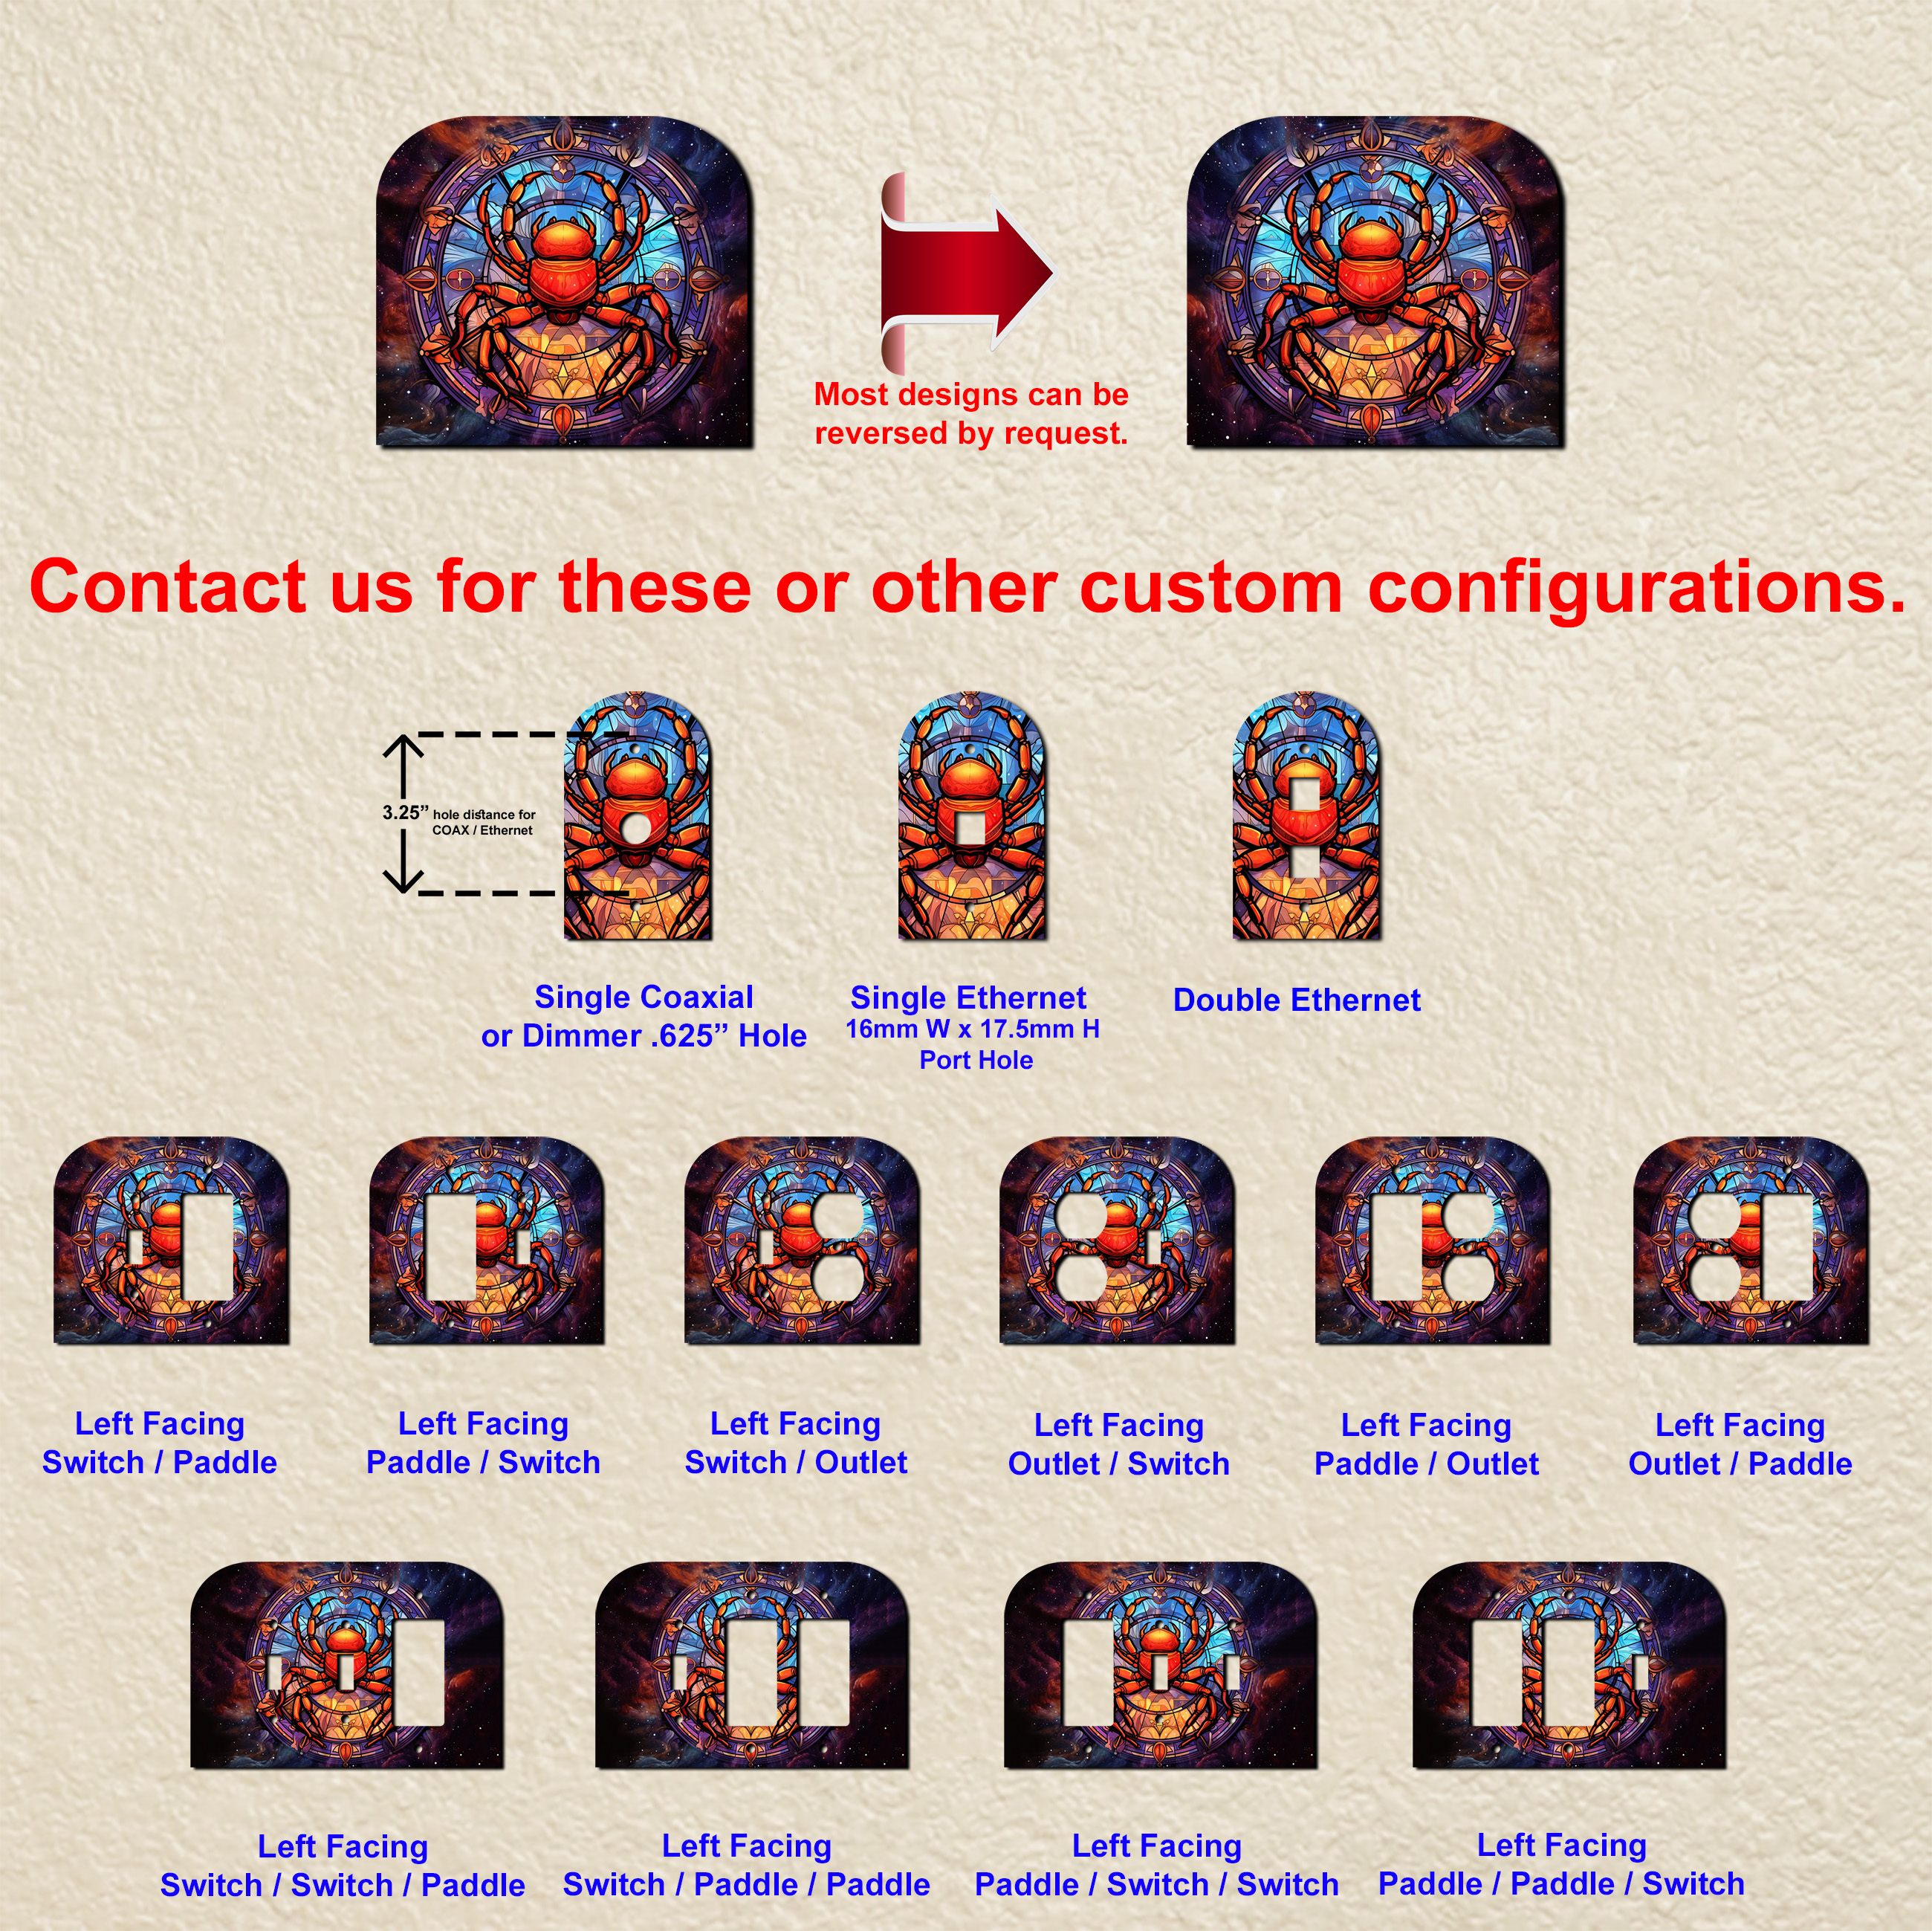 Most designs can be
reversed by request.
Contact us for these or other custom configurations.
3.25” hole distance for
COAX / Ethernet
Single Coaxial
or Dimmer .625” Hole
Single Ethernet
16mm W x 17.5mm H
Port Hole
Double Ethernet
Left Facing
Switch / Paddle
Left Facing
Paddle / Switch
Left Facing
Switch / Outlet
Left Facing
Outlet / Switch
Left Facing
Paddle / Outlet
Left Facing
Outlet / Paddle
Left Facing
Switch / Switch / Paddle
Left Facing
Switch / Paddle / Paddle
Left Facing
Paddle / Switch / Switch
Left Facing
Paddle / Paddle / Switch